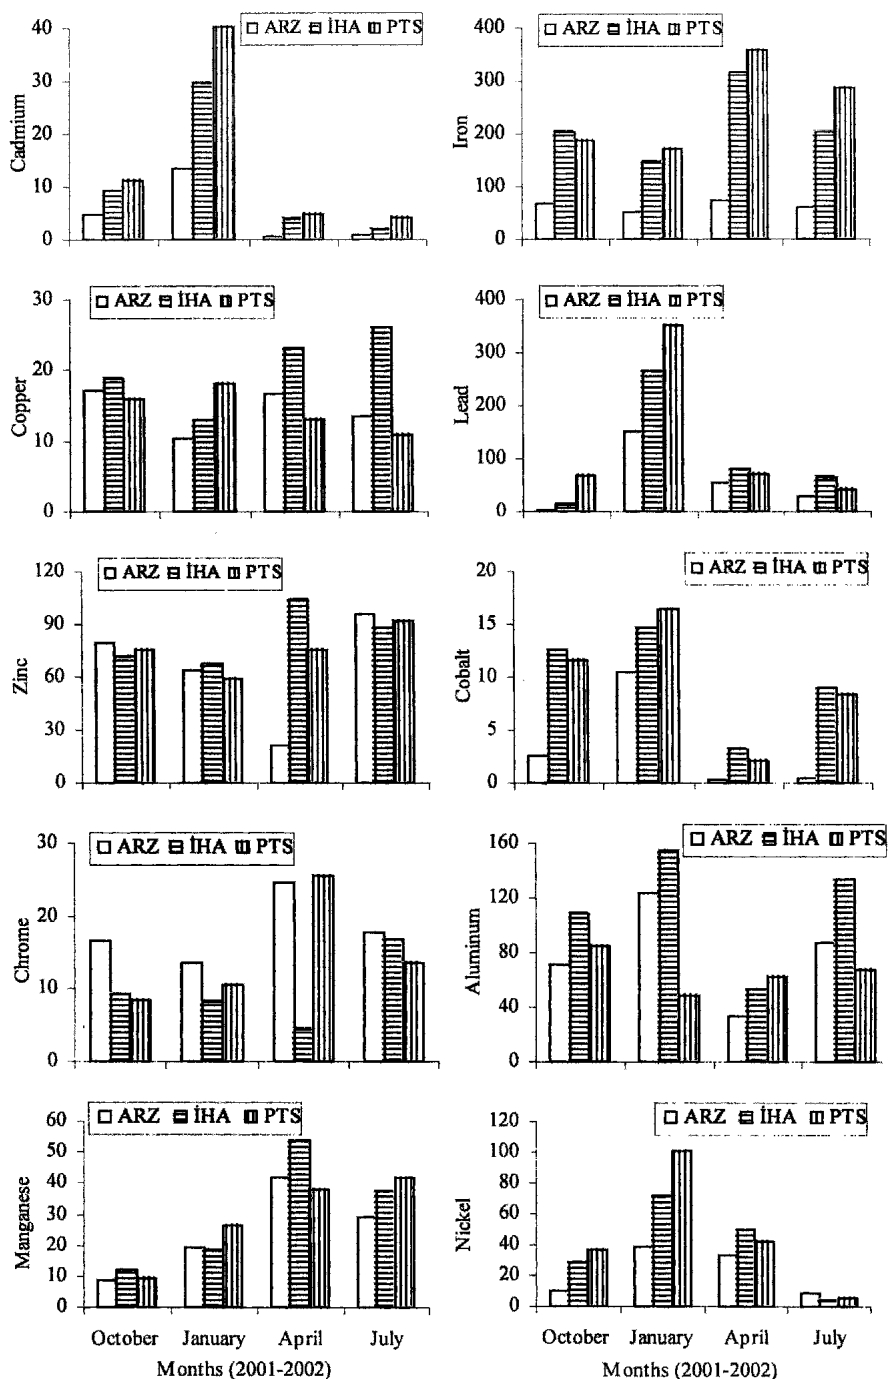 ARZ İHA PTS
Cadmium
40
30
20
10
0
ARZ İHA PTS
Iron
400
300
200
100
0
ARZ İHA PTS
Copper
30
20
10
0
ARZ İHA PTS
Lead
400
300
200
100
0
ARZ İHA PTS
Zinc
120
90
60
30
0
ARZ İHA PTS
Cobalt
20
15
10
5
0
ARZ İHA PTS
Chrome
30
20
10
0
ARZ İHA PTS
Aluminum
160
120
80
40
0
ARZ İHA PTS
Manganese
60
50
40
30
20
10
0
October January April July
Months (2001-2002)
ARZ İHA PTS
Nickel
120
100
80
60
40
20
0
October January April July
Months (2001-2002)